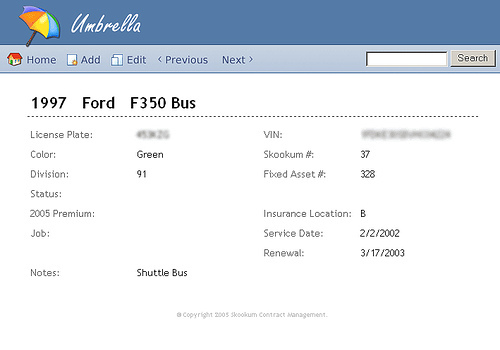 Umbrella
Home Add Edit ‹ Previous Next › Search
1997 Ford F350 Bus
License Plate: VIN:
Color: Green Skookum #: 37
Division: 91 Fixed Asset #: 328
Status:
2005 Premium: Insurance Location: B
Job: Service Date: 2/2/2002
Renewal: 3/17/2003
Notes: Shuttle Bus
© Copyright 2005 Skookum Contract Management.